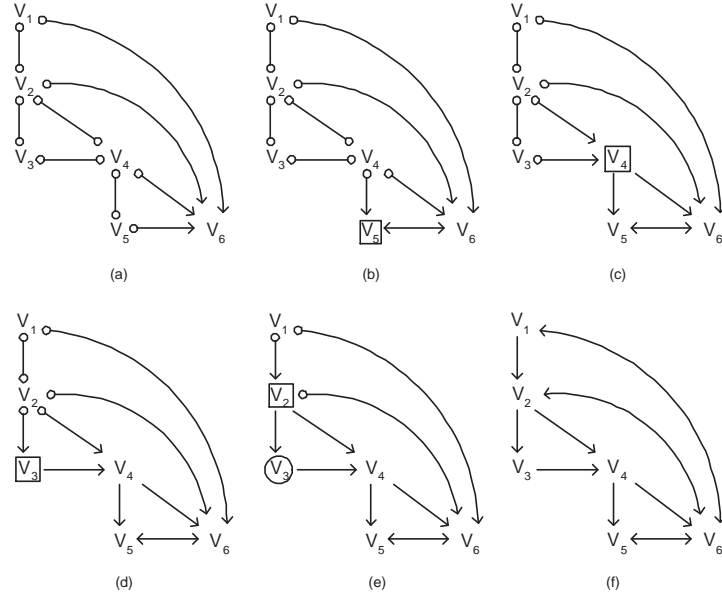 V1 V1 V1
V2 V2 V2
V3 V4 V3 V4 V3 V4
V5 V6 V5 V6 V5 V6
(a) (b) (c)
V1 V1 V1
V2 V2 V2
V3 V4 V3 V4 V3 V4
V5 V6 V5 V6 V5 V6
(d) (e) (f)